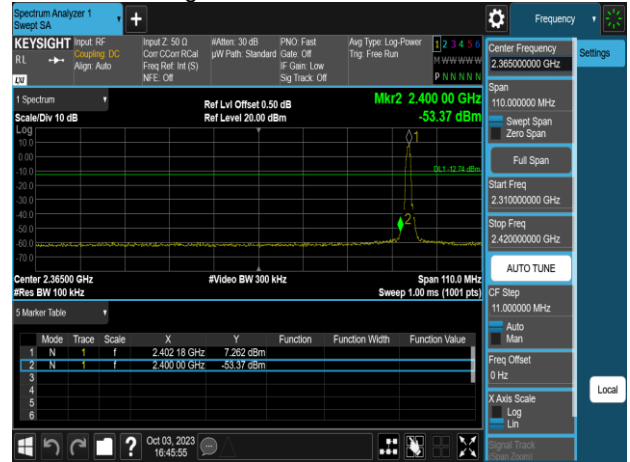 Spectrum Analyzer 1
Swept SA
Frequency
KEYSIGHT
RL
LXI
Input: RF
Coupling: DC
Align: Auto
Input Z: 50 Ω
Corr CCorr RCal
Freq Ref: Int (S)
NFE: Off
#Atten: 30 dB
µW Path: Standard
PNO: Fast
Gate: Off
IF Gain: Low
Sig Track: Off
Avg Type: Log-Power
Trig: Free Run
1 2 3 4 5 6
M W W W W W
P N N N N N
Center Frequency
2.365000000 GHz
Settings
Span
110.000000 MHz
Swept Span
Zero Span
Full Span
Start Freq
2.310000000 GHz
Stop Freq
2.420000000 GHz
AUTO TUNE
CF Step
11.000000 MHz
Auto
Man
Freq Offset
0 Hz
X Axis Scale
Log
Lin
Signal Track
(Span Zoom)
Local
1 Spectrum
Scale/Div 10 dB
Ref Lvl Offset 0.50 dB
Ref Level 20.00 dBm
Mkr2 2.400 00 GHz
-53.37 dBm
Log
10.0
0.00
-10.0
-20.0
-30.0
-40.0
-50.0
-60.0
-70.0
1
DL1 -12.74 dBm
2
Center 2.36500 GHz
#Res BW 100 kHz
#Video BW 300 kHz
Span 110.0 MHz
Sweep 1.00 ms (1001 pts)
5 Marker Table
Mode Trace Scale X Y Function Function Width Function Value
1 N 1 f 2.402 18 GHz 7.262 dBm
2 N 1 f 2.400 00 GHz -53.37 dBm
3
4
5
6
?
Oct 03, 2023
16:45:55